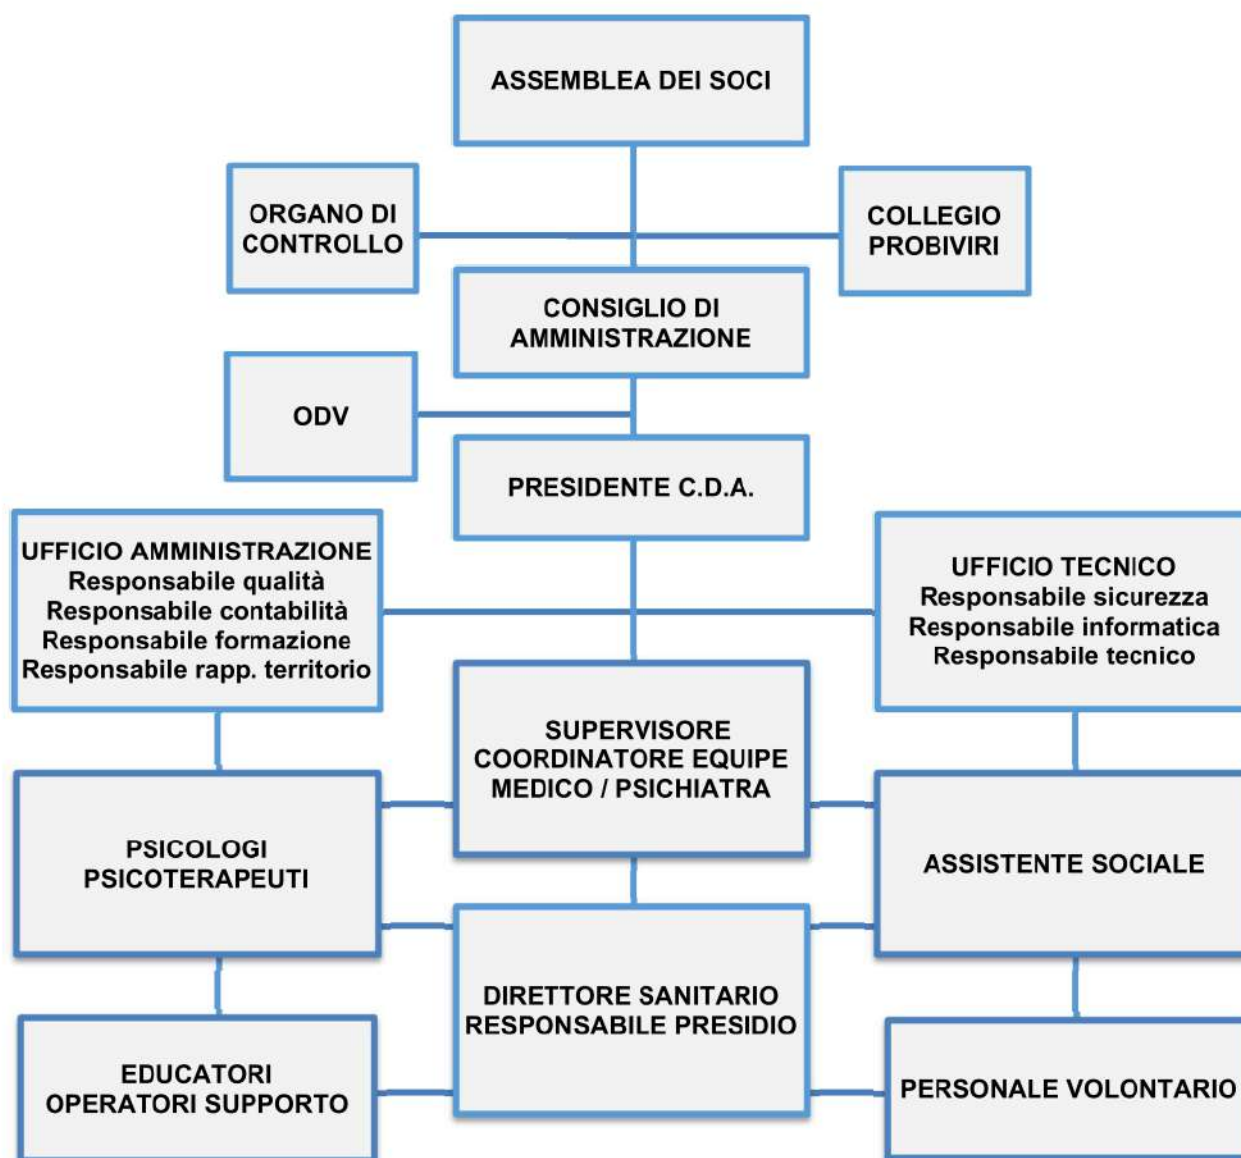 ASSEMBLEA DEI SOCI
ORGANO DI
CONTROLLO
COLLEGIO
PROBIVIRI
CONSIGLIO DI
AMMINISTRAZIONE
ODV
PRESIDENTE C.D.A.
UFFICIO AMMINISTRAZIONE
Responsabile qualità
Responsabile contabilità
Responsabile formazione
Responsabile rapp. territorio
UFFICIO TECNICO
Responsabile sicurezza
Responsabile informatica
Responsabile tecnico
SUPERVISORE
COORDINATORE EQUIPE
MEDICO / PSICHIATRA
PSICOLOGI
PSICOTERAPEUTI
ASSISTENTE SOCIALE
DIRETTORE SANITARIO
RESPONSABILE PRESIDIO
EDUCATORI
OPERATORI SUPPORTO
PERSONALE VOLONTARIO